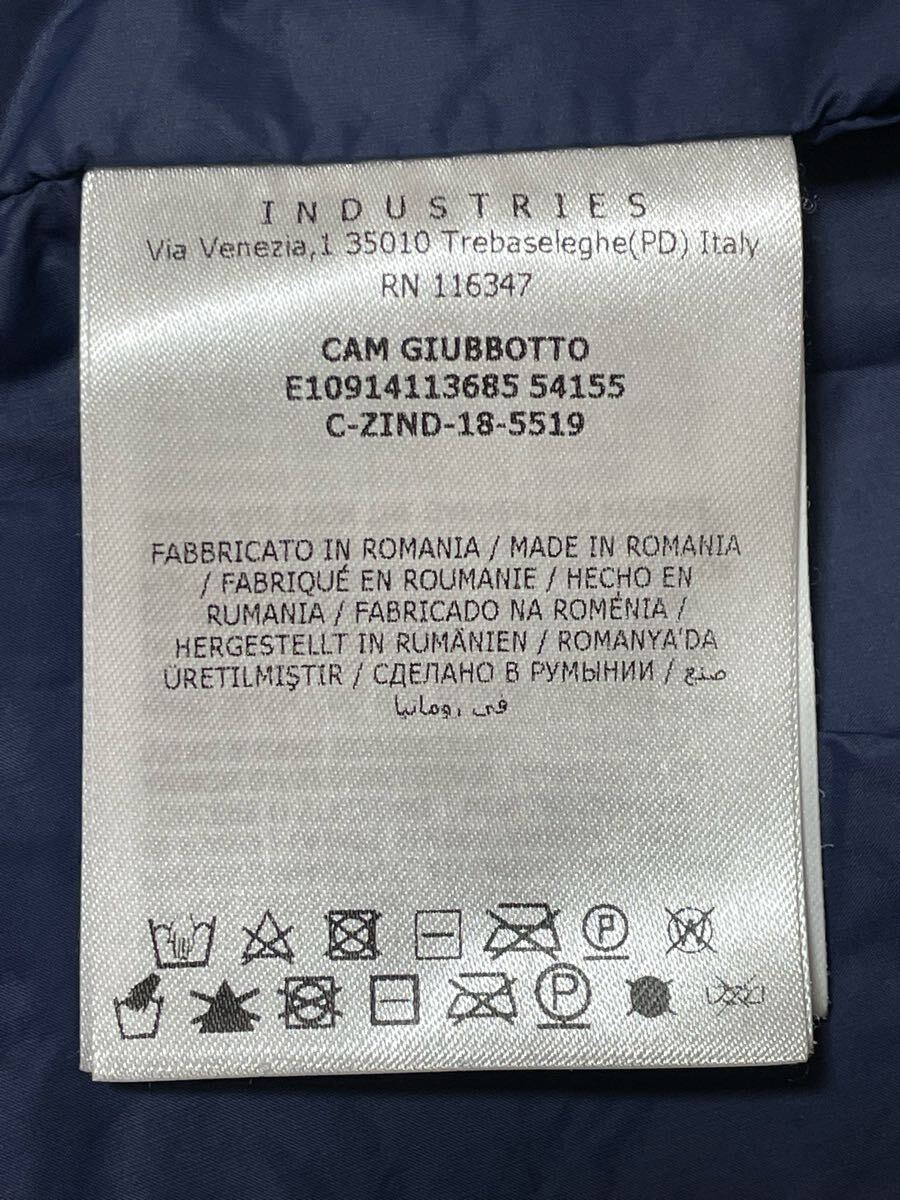 INDUSTRIES
Via Venezia,1 35010 Trebaseleghe(PD) Italy
RN 116347
CAM GIUBBOTTO
E10914113685 54155
C-ZIND-18-5519
FABBRICATO IN ROMANIA / MADE IN ROMANIA
/ FABRIQUÉ EN ROUMANIE / HECHO EN
RUMANIA / FABRICADO NA ROMÉNIA /
HERGESTELLT IN RUMÄNIEN / ROMANYA'DA
ÜRETILMIŞTIR / СДЕЛАНО В РУМЫНИИ / صنع
في رومانيا
P W
P